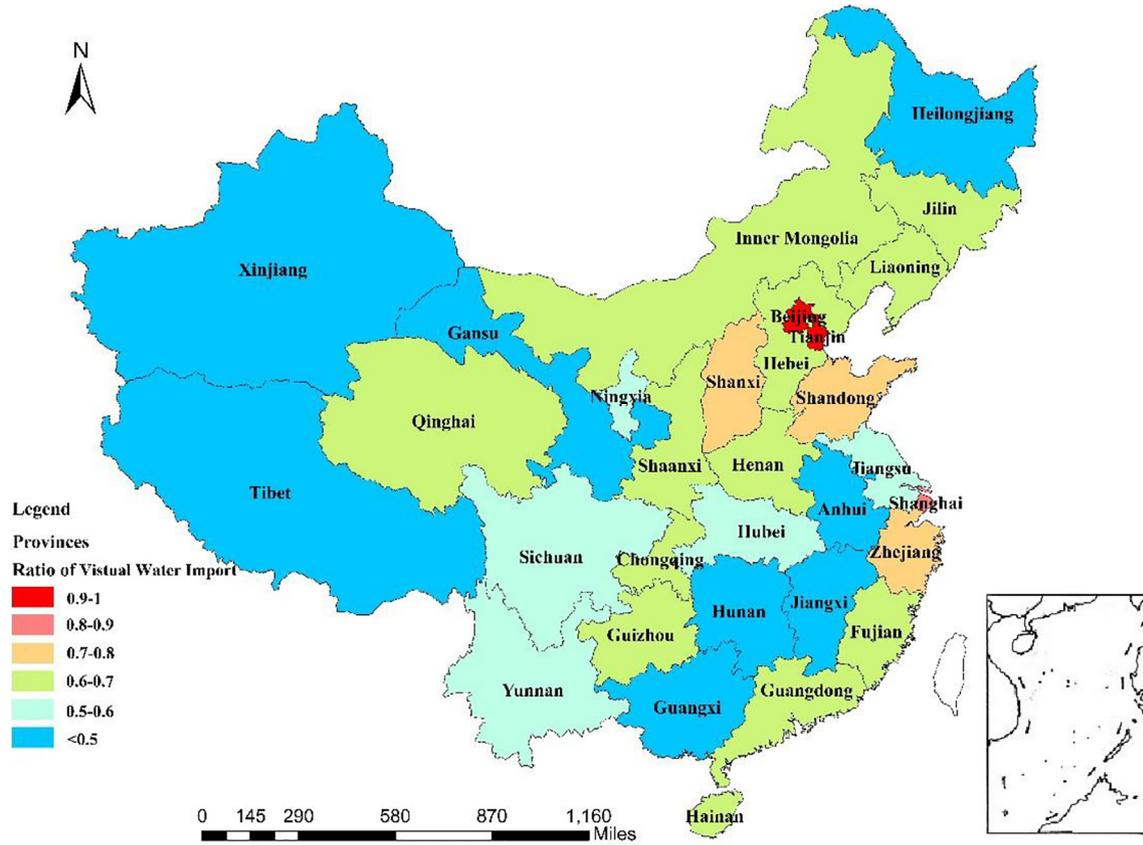 N
Heilongjiang
Jilin
Inner Mongolia
Liaoning
Xinjiang
Beijing
Gansu
Tianjin
Hebei
Shanxi
Ningxia
Shandong
Qinghai
Shaanxi
Henan
Jiangsu
Tibet
Anhui
Shanghai
Hubei
Zhejiang
Sichuan
Chongqing
Hunan
Jiangxi
Guizhou
Fujian
Yunnan
Guangxi
Guangdong
Hainan
Legend
Provinces
Ratio of Vistual Water Import
0.9-1
0.8-0.9
0.7-0.8
0.6-0.7
0.5-0.6
<0.5
0 145 290 580 870 1,160
Miles